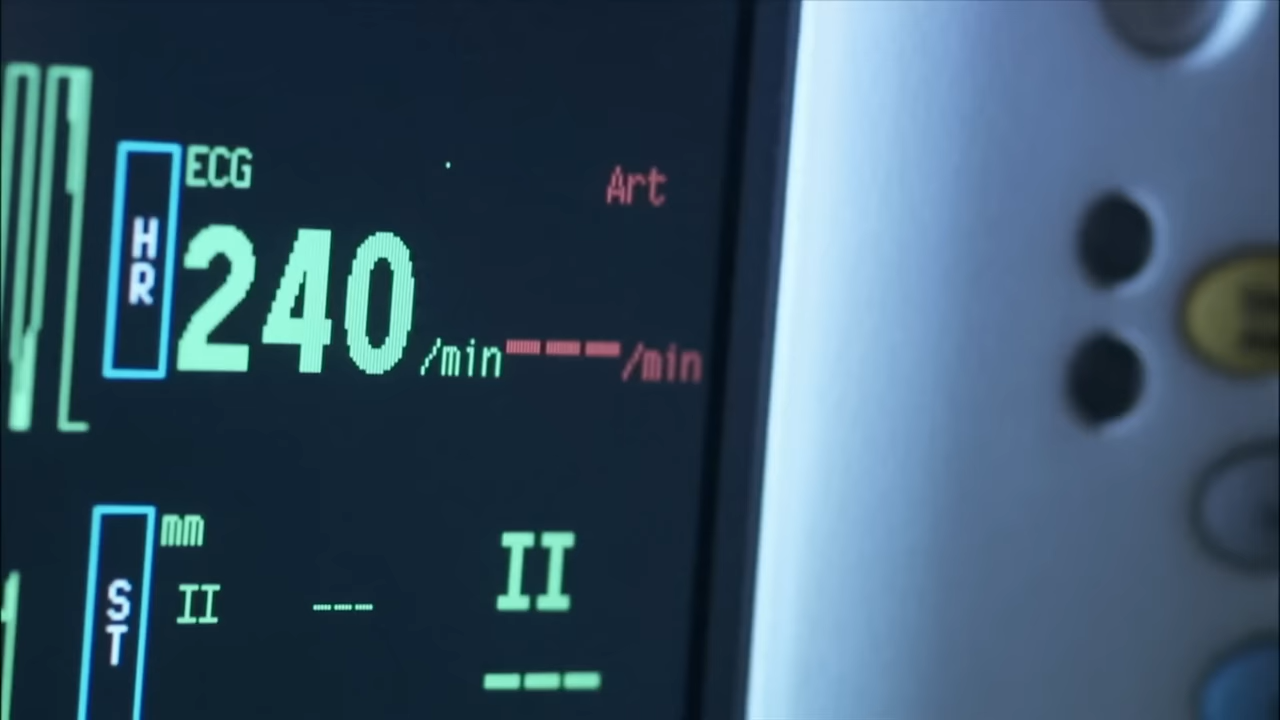 ECG
Art
HR
240 /min --- /min
mm
ST
II ---
II
---